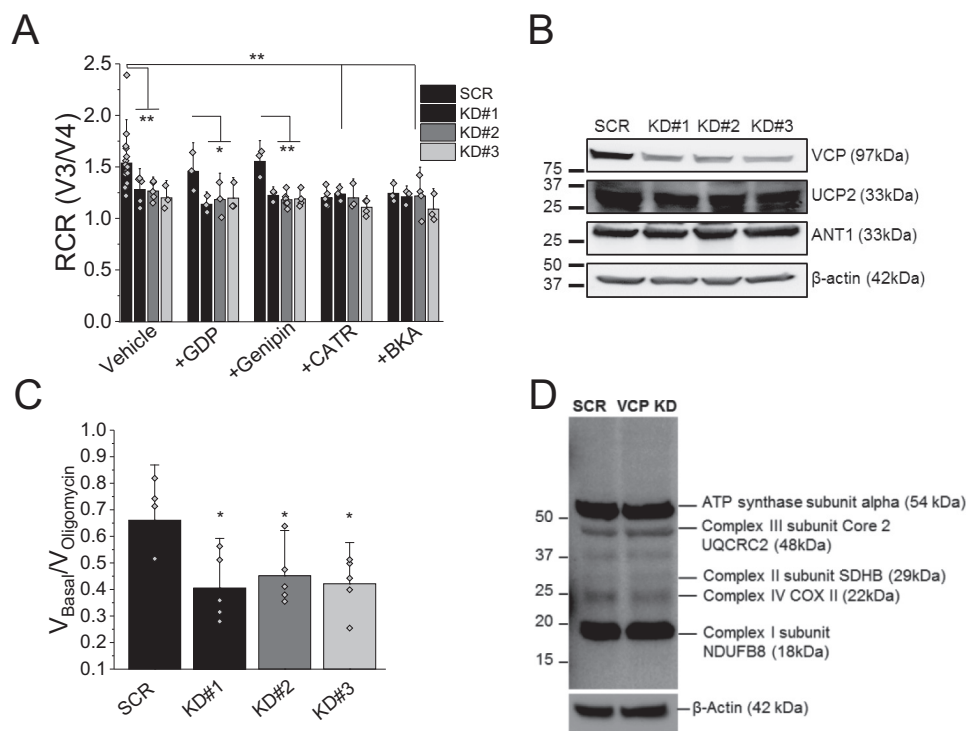 A
RCR (V3/V4)
2.5
2.0
1.5
1.0
0.5
0.0
**
**
*
**
SCR
KD#1
KD#2
KD#3
Vehicle
+GDP
+Genipin
+CATR
+BKA
B
SCR KD#1 KD#2 KD#3
75
37
25
25
50
37
VCP (97kDa)
UCP2 (33kDa)
ANT1 (33kDa)
β-actin (42kDa)
C
VBasal/VOligomycin
1.0
0.9
0.8
0.7
0.6
0.5
0.4
0.3
0.2
0.1
* * *
SCR
KD#1
KD#2
KD#3
D
SCR VCP KD
50
37
25
20
15
ATP synthase subunit alpha (54 kDa)
Complex III subunit Core 2
UQCRC2 (48kDa)
Complex II subunit SDHB (29kDa)
Complex IV COX II (22kDa)
Complex I subunit
NDUFB8 (18kDa)
β-Actin (42 kDa)